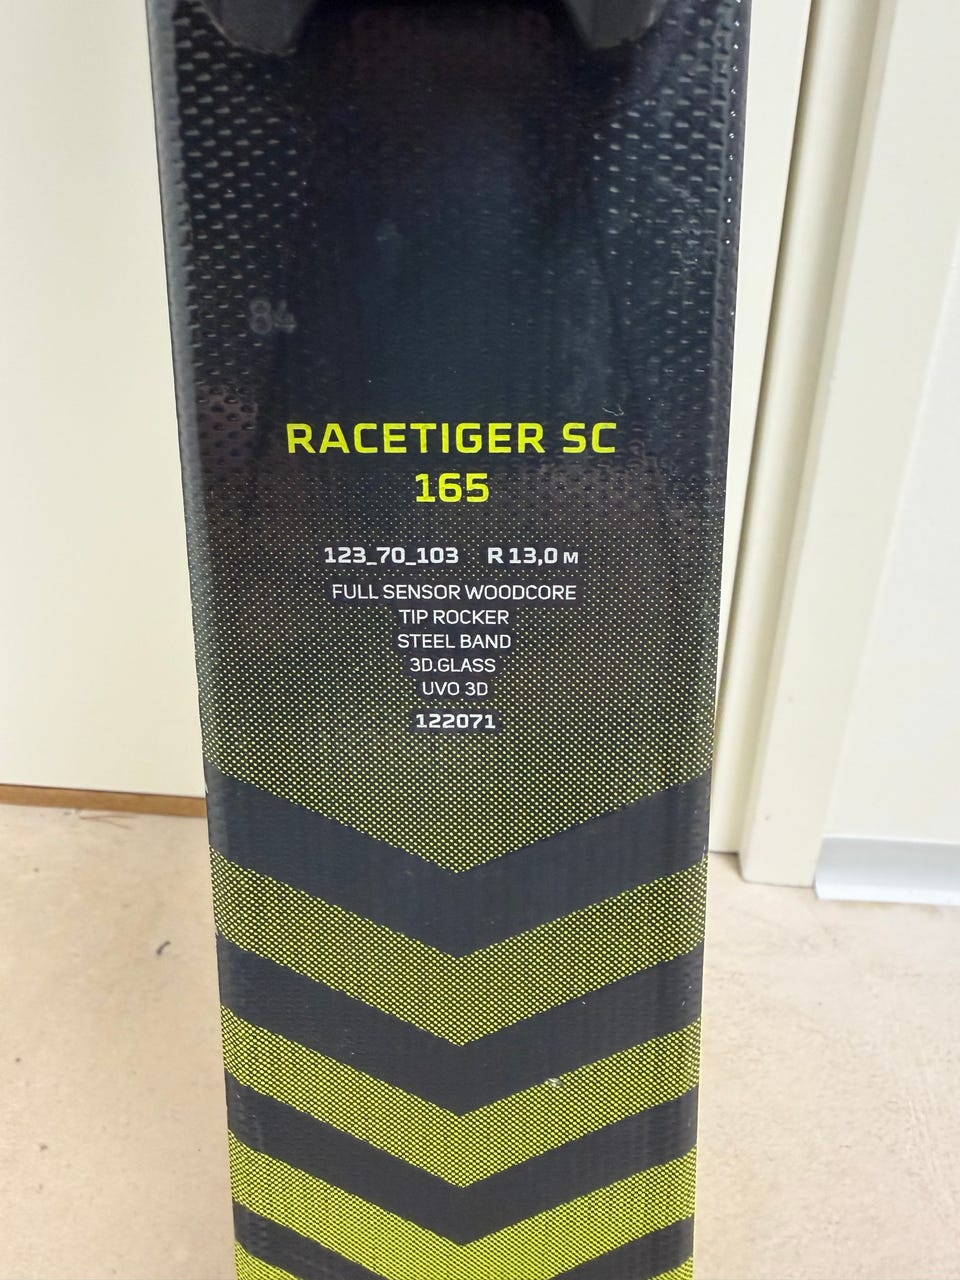 84
RACETIGER SC
165
123_70_103 R 13,0 M
FULL SENSOR WOODCORE
TIP ROCKER
STEEL BAND
3D.GLASS
UVO 3D
122071